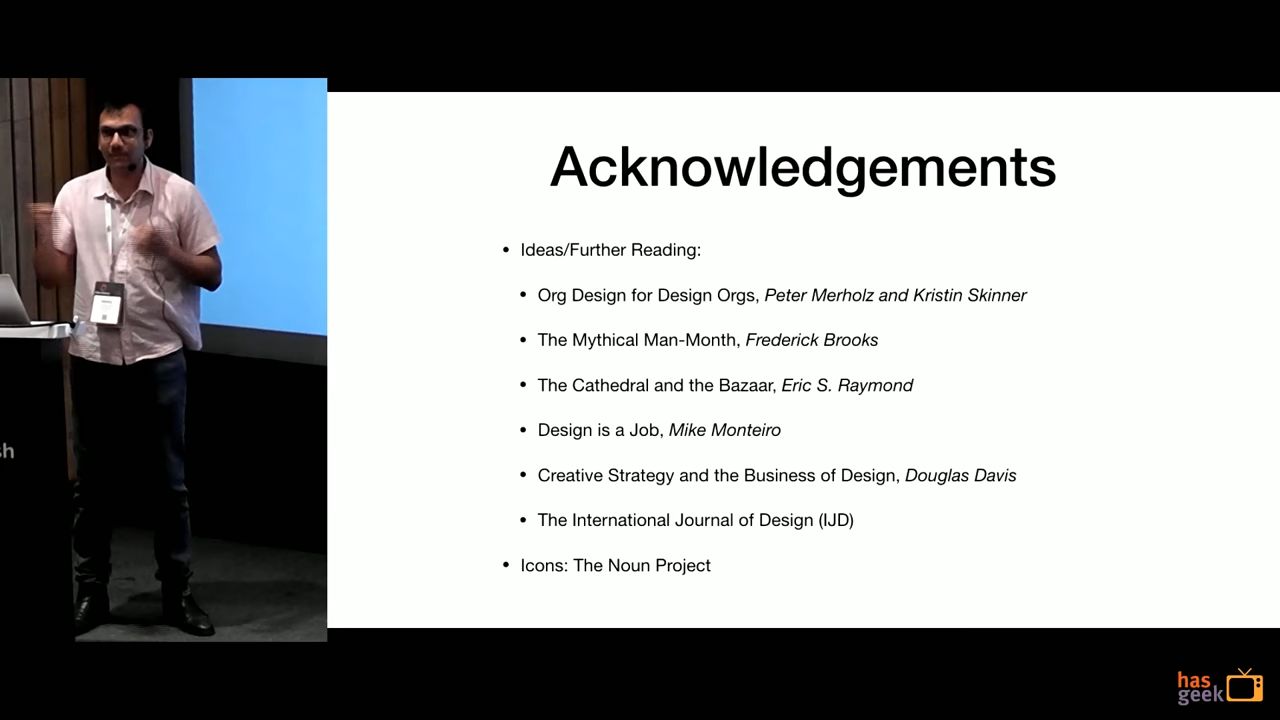 Acknowledgements
• Ideas/Further Reading:
• Org Design for Design Orgs, Peter Merholz and Kristin Skinner
• The Mythical Man-Month, Frederick Brooks
• The Cathedral and the Bazaar, Eric S. Raymond
• Design is a Job, Mike Monteiro
• Creative Strategy and the Business of Design, Douglas Davis
• The International Journal of Design (IJD)
• Icons: The Noun Project
sh
has
geek